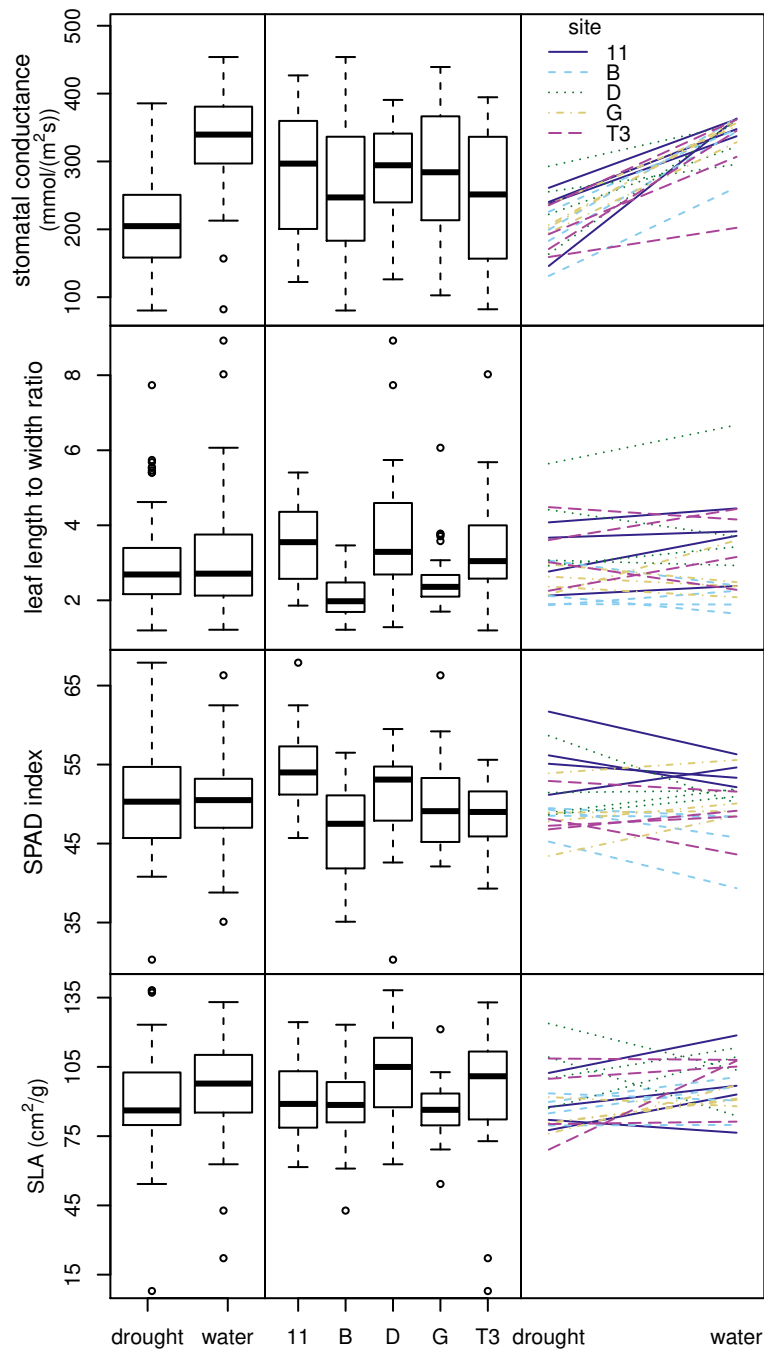 site
11
B
D
G
T3
stomatal conductance
(mmol/(m²s))
500
400
300
200
100
leaf length to width ratio
8
6
4
2
SPAD index
65
55
45
35
SLA (cm²/g)
135
105
75
45
15
drought water 11 B D G T3 drought water